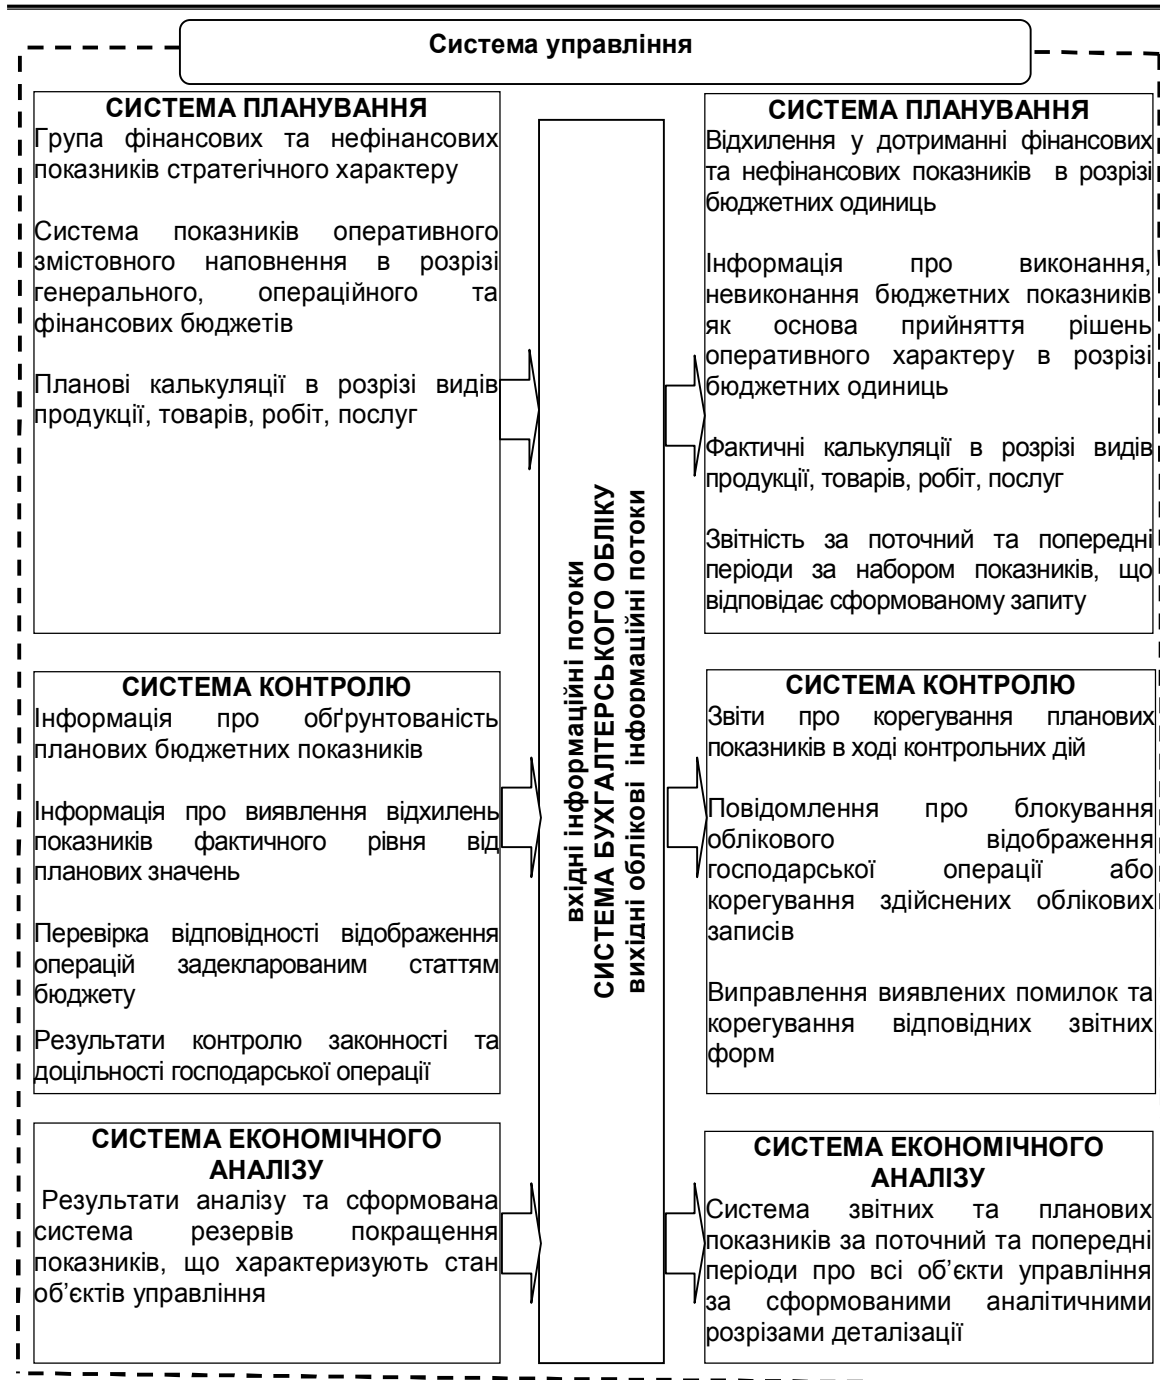 Система управління
СИСТЕМА ПЛАНУВАННЯ
Група фінансових та нефінансових
показників стратегічного характеру
Система показників оперативного
змістовного наповнення в розрізі
генерального, операційного та
фінансових бюджетів
Планові калькуляції в розрізі видів
продукції, товарів, робіт, послуг
СИСТЕМА КОНТРОЛЮ
Інформація про обґрунтованість
планових бюджетних показників
Інформація про виявлення відхилень
показників фактичного рівня від
планових значень
Перевірка відповідності відображення
операцій задекларованим статтям
бюджету
Результати контролю законності та
доцільності господарської операції
СИСТЕМА ЕКОНОМІЧНОГО
АНАЛІЗУ
Результати аналізу та сформована
система резервів покращення
показників, що характеризують стан
об’єктів управління
вхідні інформаційні потоки
СИСТЕМА БУХГАЛТЕРСЬКОГО ОБЛІКУ
вихідні облікові інформаційні потоки
СИСТЕМА ПЛАНУВАННЯ
Відхилення у дотриманні фінансових
та нефінансових показників в розрізі
бюджетних одиниць
Інформація про виконання,
невиконання бюджетних показників
як основа прийняття рішень
оперативного характеру в розрізі
бюджетних одиниць
Фактичні калькуляції в розрізі видів
продукції, товарів, робіт, послуг
Звітність за поточний та попередні
періоди за набором показників, що
відповідає сформованому запиту
СИСТЕМА КОНТРОЛЮ
Звіти про корегування планових
показників в ході контрольних дій
Повідомлення про блокування
облікового відображення
господарської операції або
корегування здійснених облікових
записів
Виправлення виявлених помилок та
корегування відповідних звітних
форм
СИСТЕМА ЕКОНОМІЧНОГО
АНАЛІЗУ
Система звітних та планових
показників за поточний та попередні
періоди про всі об’єкти управління
за сформованими аналітичними
розрізами деталізації